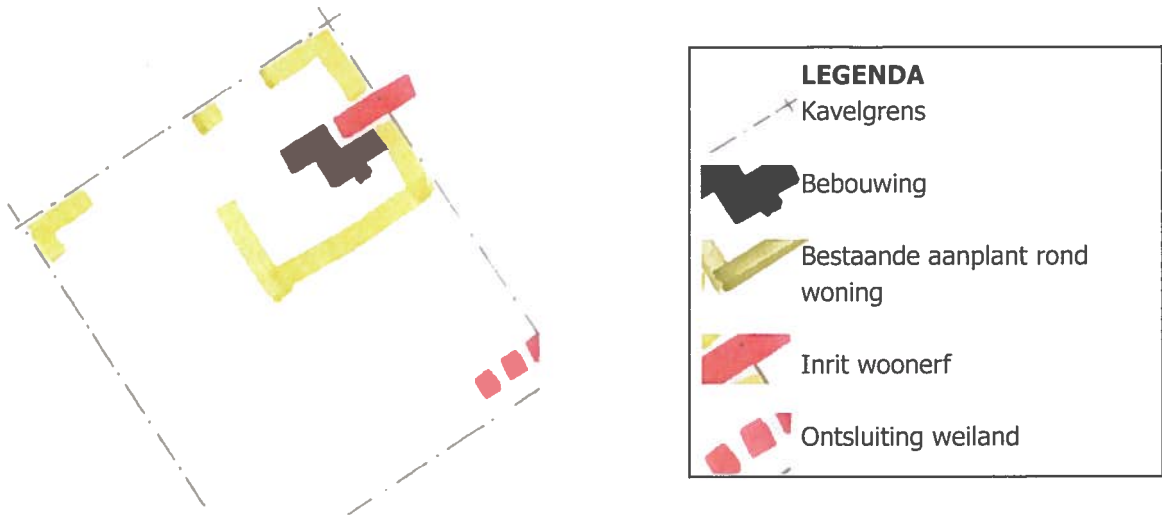 LEGENDA
Kavelgrens
Bebouwing
Bestaande aanplant rond
woning
Inrit woonerf
Ontsluiting weiland